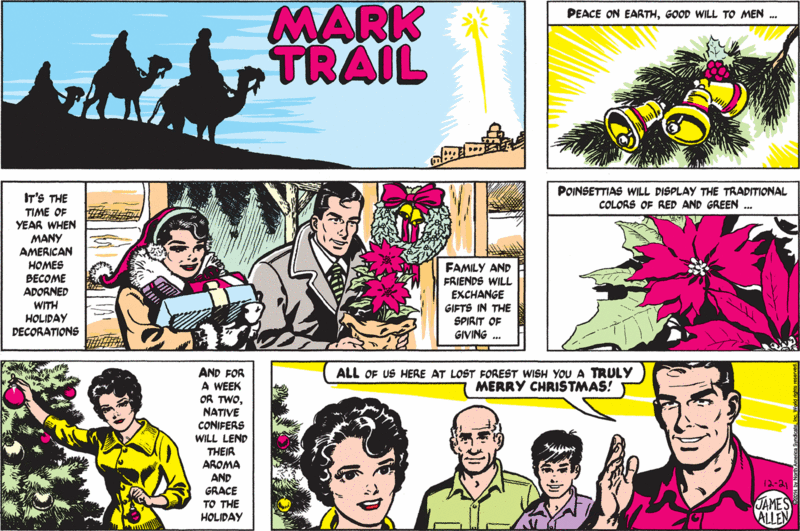 MARK
TRAIL
PEACE ON EARTH, GOOD WILL TO MEN ...
IT'S THE
TIME OF
YEAR WHEN
MANY
AMERICAN
HOMES
BECOME
ADORNED
WITH
HOLIDAY
DECORATIONS
FAMILY AND
FRIENDS WILL
EXCHANGE
GIFTS IN THE
SPIRIT OF
GIVING ...
POINSETTIAS WILL DISPLAY THE TRADITIONAL
COLORS OF RED AND GREEN ...
AND FOR
A WEEK
OR TWO,
NATIVE
CONIFERS
WILL LEND
THEIR
AROMA
AND
GRACE
TO THE
HOLIDAY
ALL OF US HERE AT LOST FOREST WISH YOU A TRULY
MERRY CHRISTMAS!
12-21
JAMES
ALLEN